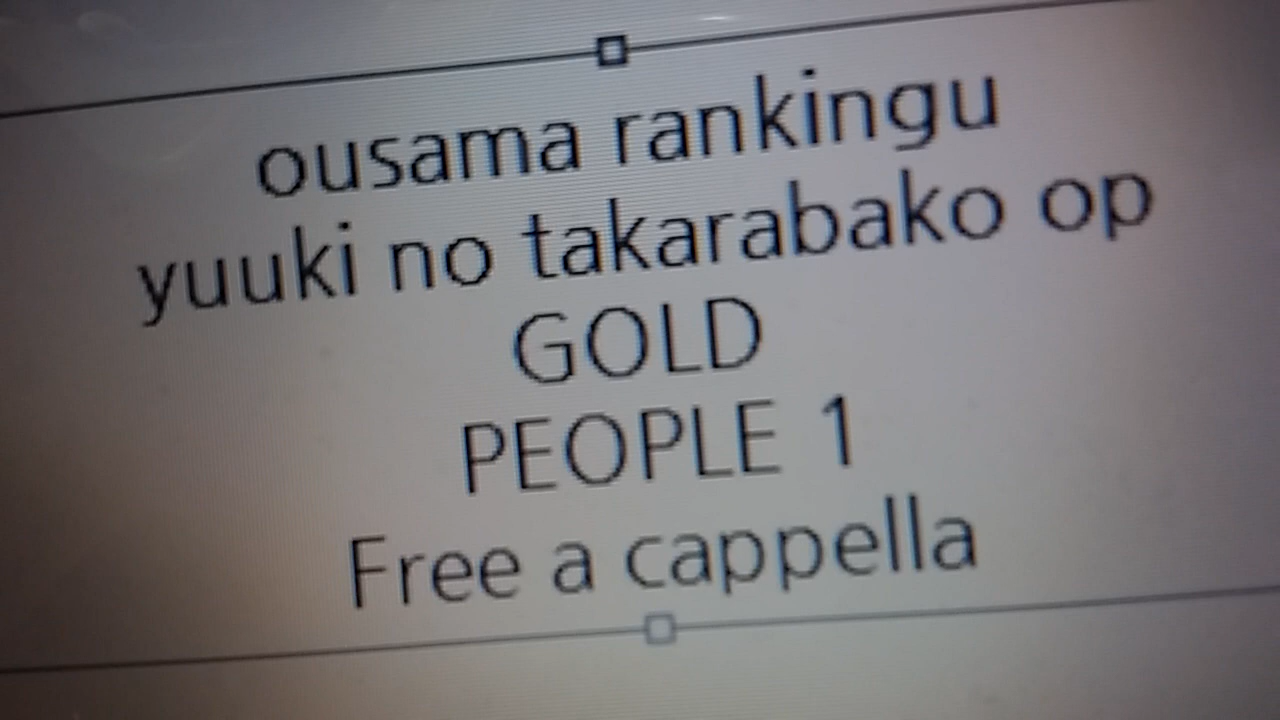 ousama rankingu
yuuki no takarabako op
GOLD
PEOPLE 1
Free a cappella